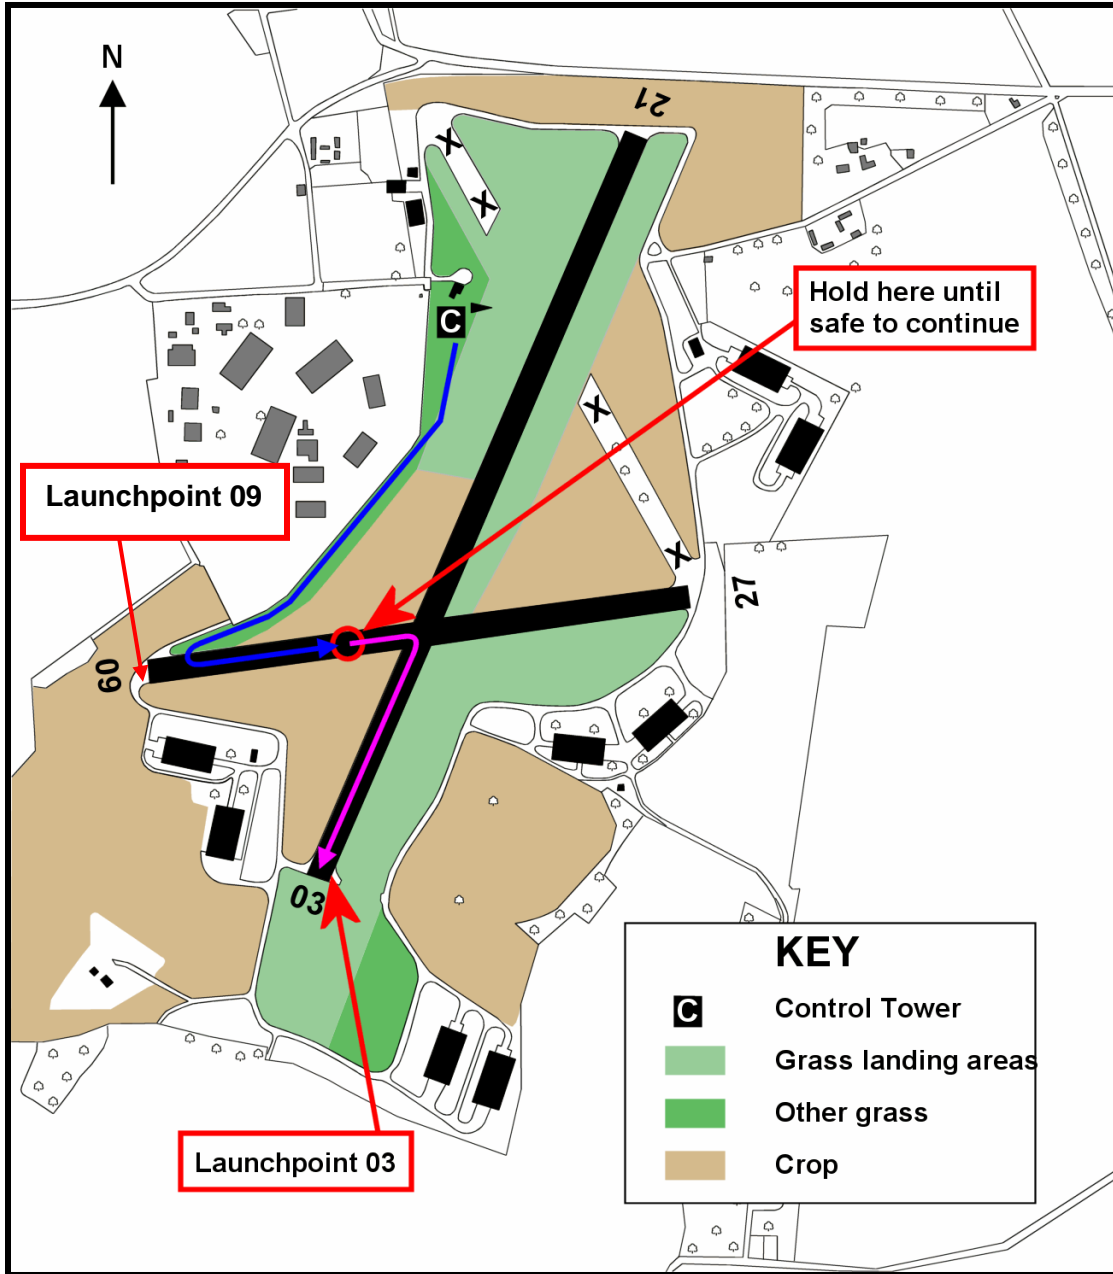 N
21
Hold here until
safe to continue
C
Launchpoint 09
X
X
X
X
27
09
03
KEY
C Control Tower
Grass landing areas
Other grass
Crop
Launchpoint 03